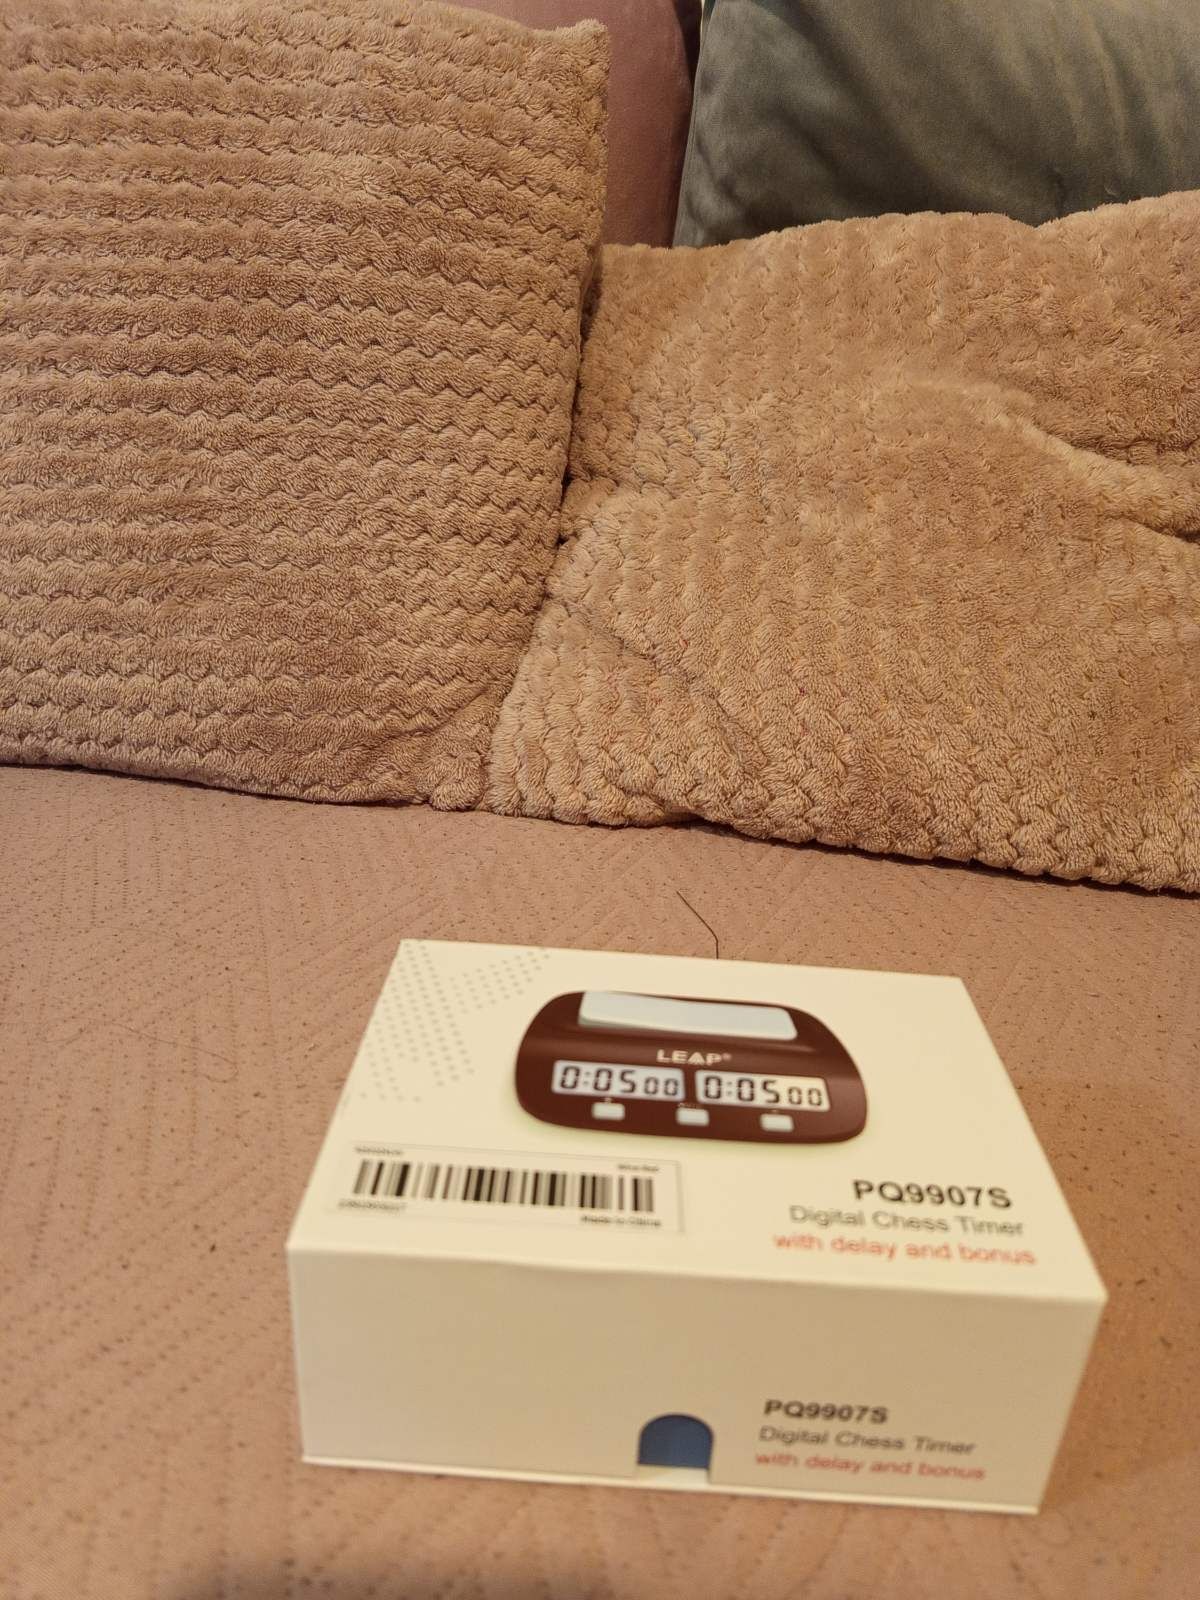 LEAP®
0:05 00 0:05 00
Made in China
PQ9907S
Digital Chess Timer
with delay and bonus
PQ9907S
Digital Chess Timer
with delay and bonus